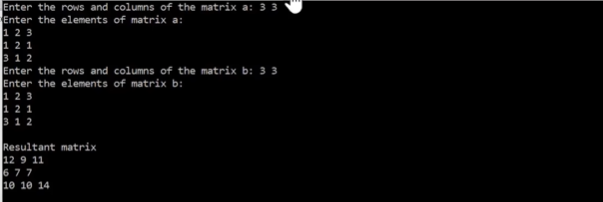 Enter the rows and columns of the matrix a: 3 3
Enter the elements of matrix a:
1 2 3
1 2 1
3 1 2
Enter the rows and columns of the matrix b: 3 3
Enter the elements of matrix b:
1 2 3
1 2 1
3 1 2
Resultant matrix
12 9 11
6 7 7
10 10 14